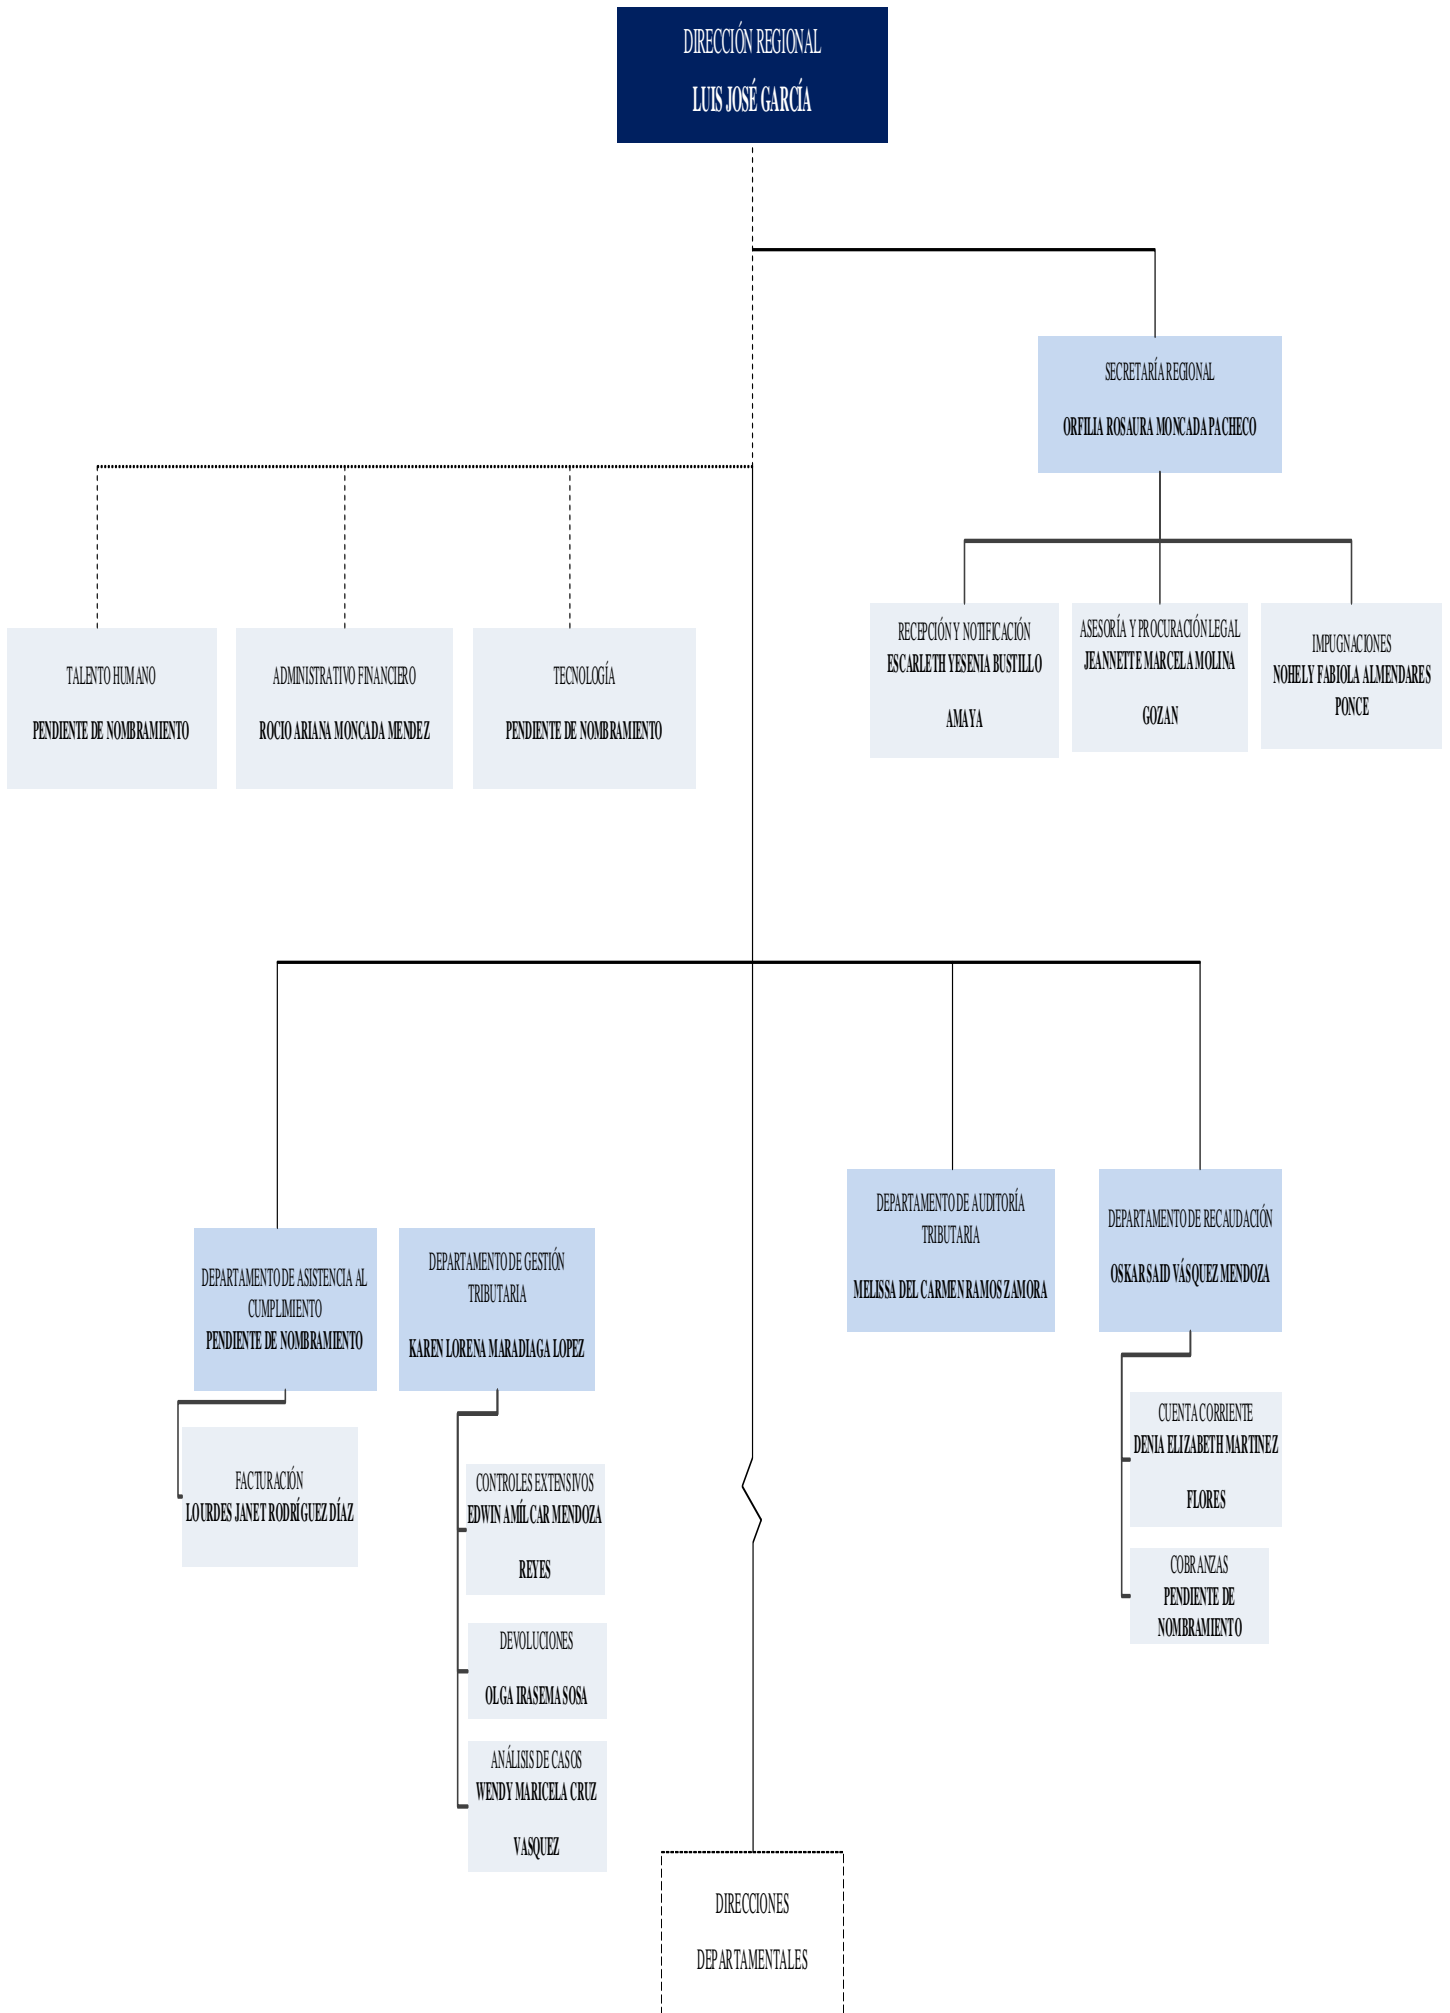 DIRECCIÓN REGIONAL
LUIS JOSÉ GARCÍA
SECRETARÍA REGIONAL
ORFILIA ROSAURA MONCADA PACHECO
RECEPCIÓN Y NOTIFICACIÓN
ESCARLETH YESENIA BUSTILLO
AMAYA
ASESORÍA Y PROCURACIÓN LEGAL
JEANNETTE MARCELA MOLINA
GOZAN
IMPUGNACIONES
NOHELY FABIOLA ALMENDARES
PONCE
TALENTO HUMANO
PENDIENTE DE NOMBRAMIENTO
ADMINISTRATIVO FINANCIERO
ROCIO ARIANA MONCADA MENDEZ
TECNOLOGÍA
PENDIENTE DE NOMBRAMIENTO
DEPARTAMENTO DE ASISTENCIA AL
CUMPLIMIENTO
PENDIENTE DE NOMBRAMIENTO
FACTURACIÓN
LOURDES JANET RODRÍGUEZ DÍAZ
DEPARTAMENTO DE GESTIÓN
TRIBUTARIA
KAREN LORENA MARADIAGA LOPEZ
CONTROLES EXTENSIVOS
EDWIN AMÍLCAR MENDOZA
REYES
DEVOLUCIONES
OLGA IRASEMA SOSA
ANÁLISIS DE CASOS
WENDY MARICELA CRUZ
VASQUEZ
DEPARTAMENTO DE AUDITORÍA
TRIBUTARIA
MELISSA DEL CARMEN RAMOS ZAMORA
DEPARTAMENTO DE RECAUDACIÓN
OSKAR SAID VÁSQUEZ MENDOZA
CUENTA CORRIENTE
DENIA ELIZABETH MARTINEZ
FLORES
COBRANZAS
PENDIENTE DE
NOMBRAMIENTO
DIRECCIONES
DEPARTAMENTALES